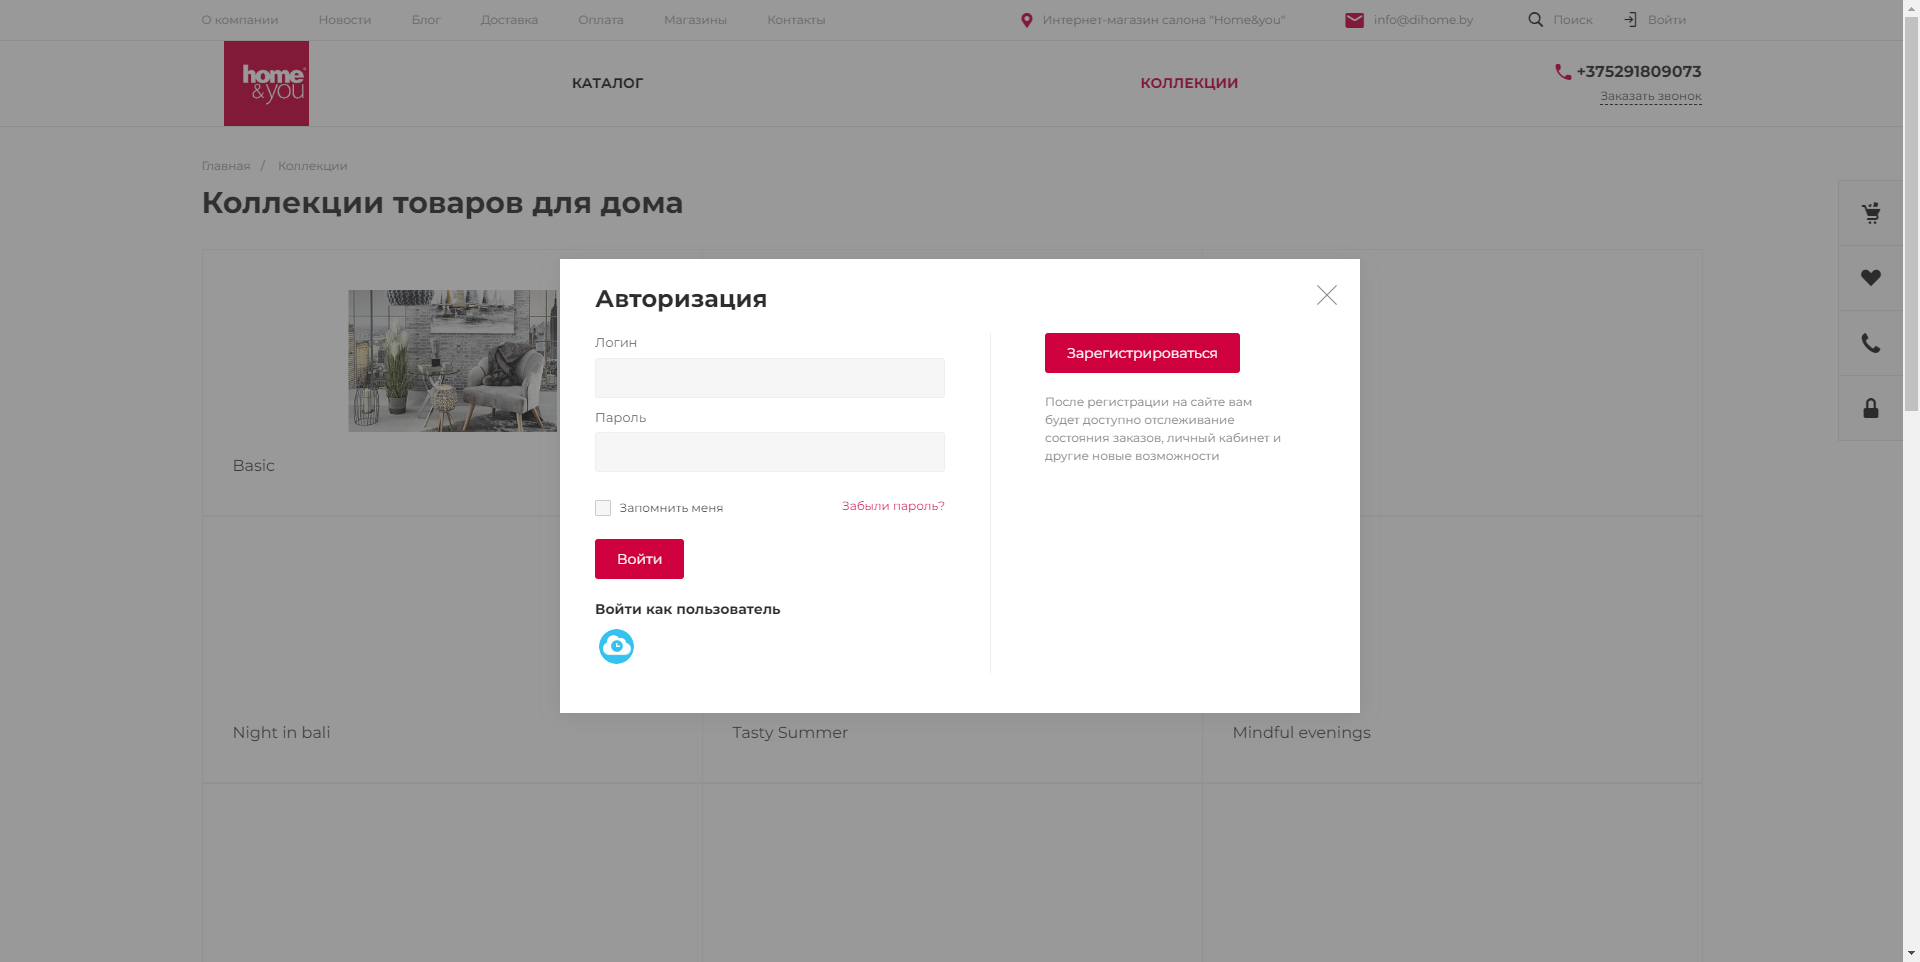 О компании
Новости
Блог
Доставка
Оплата
Магазины
Контакты
Интернет-магазин салона "Home&you"
info@dihome.by
Поиск
Войти
home
&you
КАТАЛОГ
КОЛЛЕКЦИИ
+375291809073
Заказать звонок
Главная / Коллекции
Коллекции товаров для дома
Авторизация
Логин
Пароль
Запомнить меня
Забыли пароль?
Войти
Войти как пользователь
Зарегистрироваться
После регистрации на сайте вам
будет доступно отслеживание
состояния заказов, личный кабинет и
другие новые возможности
Basic
Night in bali
Tasty Summer
Mindful evenings